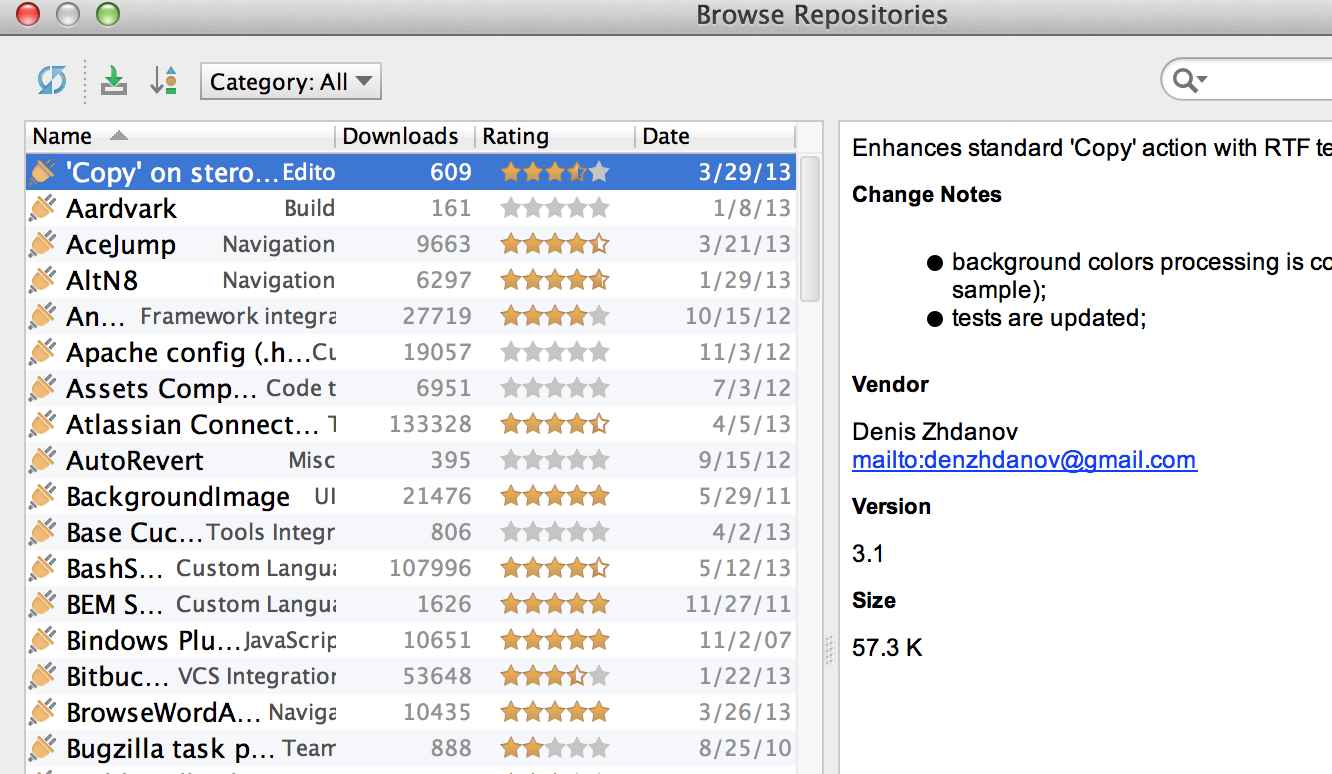 Browse Repositories
Category: All
Name Downloads Rating Date
'Copy' on stero... Edito 609 3/29/13
Aardvark Build 161 1/8/13
AceJump Navigation 9663 3/21/13
AltN8 Navigation 6297 1/29/13
An... Framework integra 27719 10/15/12
Apache config (.h... Cu 19057 11/3/12
Assets Comp... Code t 6951 7/3/12
Atlassian Connect... T 133328 4/5/13
AutoRevert Misc 395 9/15/12
BackgroundImage UI 21476 5/29/11
Base Cuc... Tools Integr 806 4/2/13
BashS... Custom Langua 107996 5/12/13
BEM S... Custom Langua 1626 11/27/11
Bindows Plu... JavaScrip 10651 11/2/07
Bitbuc... VCS Integration 53648 1/22/13
BrowseWordA... Naviga 10435 3/26/13
Bugzilla task p... Team 888 8/25/10
Enhances standard 'Copy' action with RTF te
Change Notes
● background colors processing is co
sample);
● tests are updated;
Vendor
Denis Zhdanov
mailto:denzhdanov@gmail.com
Version
3.1
Size
57.3 K